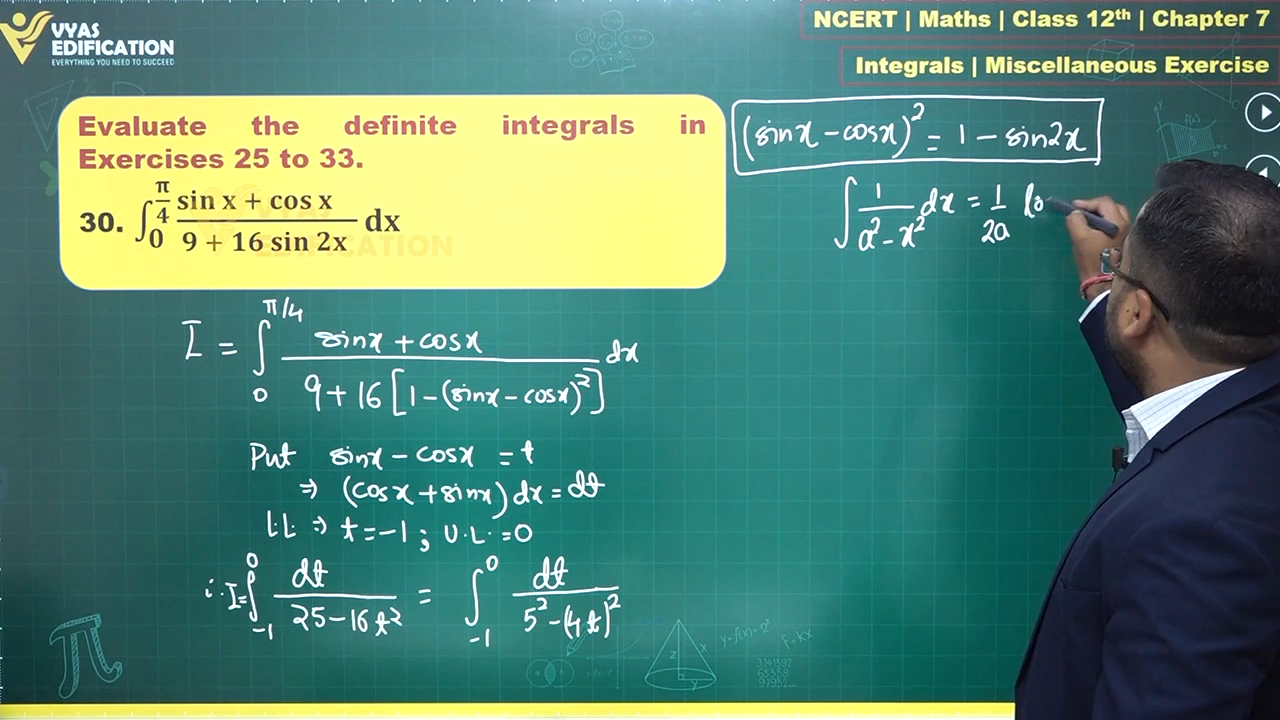 VYAS
EDIFICATION
EVERYTHING YOU NEED TO SUCCEED
NCERT | Maths | Class 12th | Chapter 7
Integrals | Miscellaneous Exercise
Evaluate the definite integrals in
Exercises 25 to 33.
30. ∫₀^(π/4) (sin x + cos x)/(9 + 16 sin 2x) dx
(sinx - cosx)² = 1 - sin2x
∫ 1/(a² - x²) dx = 1/2a lo
I = ∫₀^(π/4) (sinx + cosx)/(9 + 16[1 - (sinx - cosx)²]) dx
Put sinx - cosx = t
⇒ (cosx + sinx) dx = dt
L.L. ⇒ t = -1 ; U.L. = 0
∴ I = ∫₋₁⁰ dt/(25 - 16t²) = ∫₋₁⁰ dt/(5² - (4t)²)